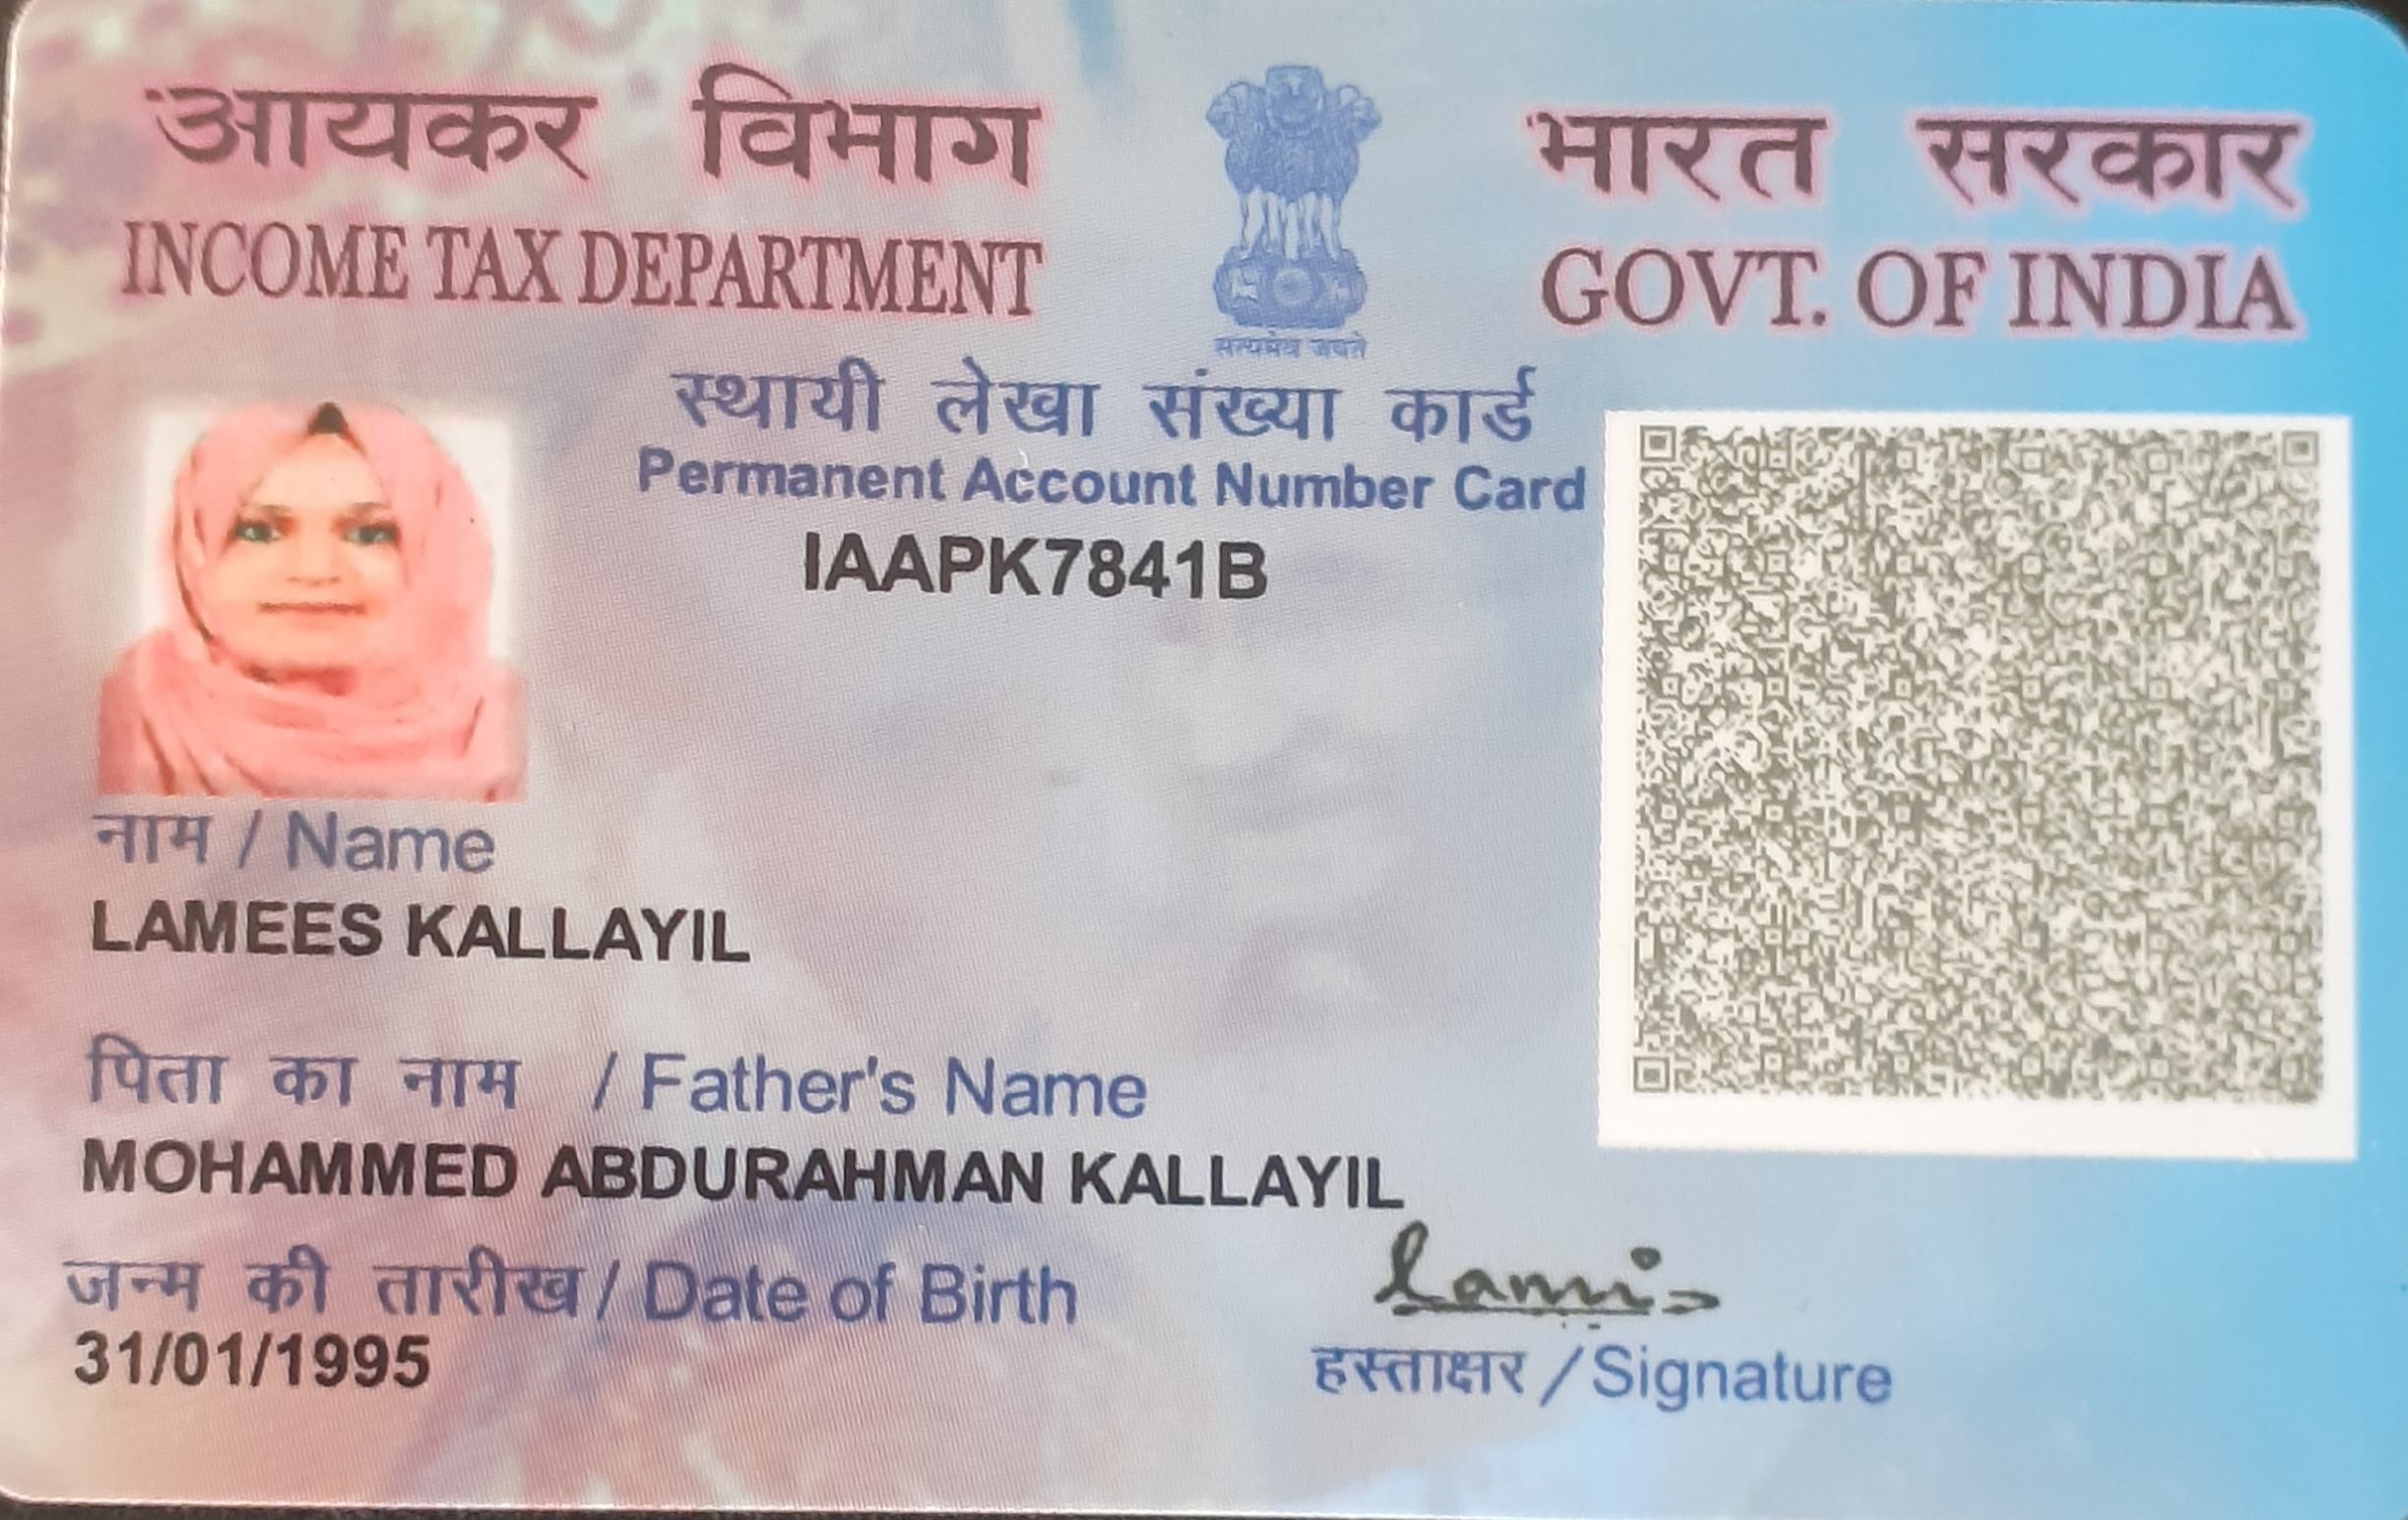 आयकर विभाग
INCOME TAX DEPARTMENT
भारत सरकार
GOVT. OF INDIA
सत्यमेव जयते
स्थायी लेखा संख्या कार्ड
Permanent Account Number Card
IAAPK7841B
नाम / Name
LAMEES KALLAYIL
पिता का नाम / Father's Name
MOHAMMED ABDURAHMAN KALLAYIL
जन्म की तारीख / Date of Birth
31/01/1995
हस्ताक्षर / Signature